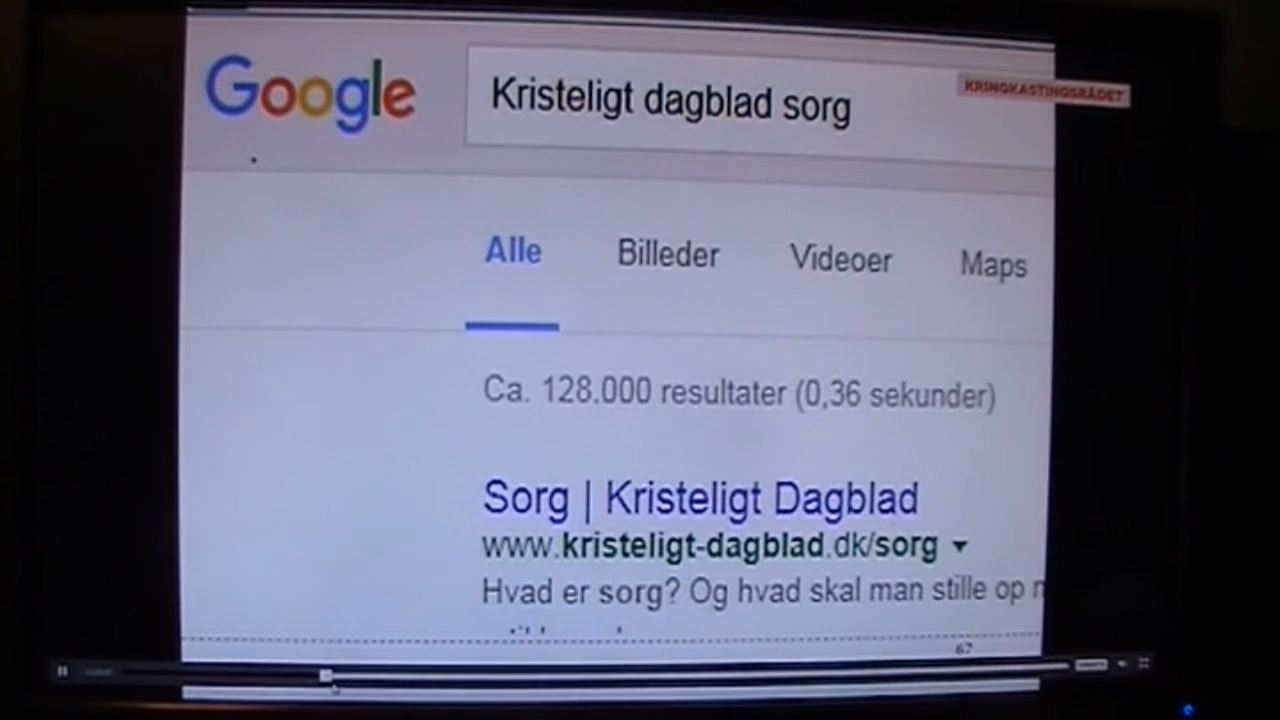 Google
Kristeligt dagblad sorg
KRINGKASTINGSRÅDET
Alle Billeder Videoer Maps
Ca. 128.000 resultater (0,36 sekunder)
Sorg | Kristeligt Dagblad
www.kristeligt-dagblad.dk/sorg
Hvad er sorg? Og hvad skal man stille op
67